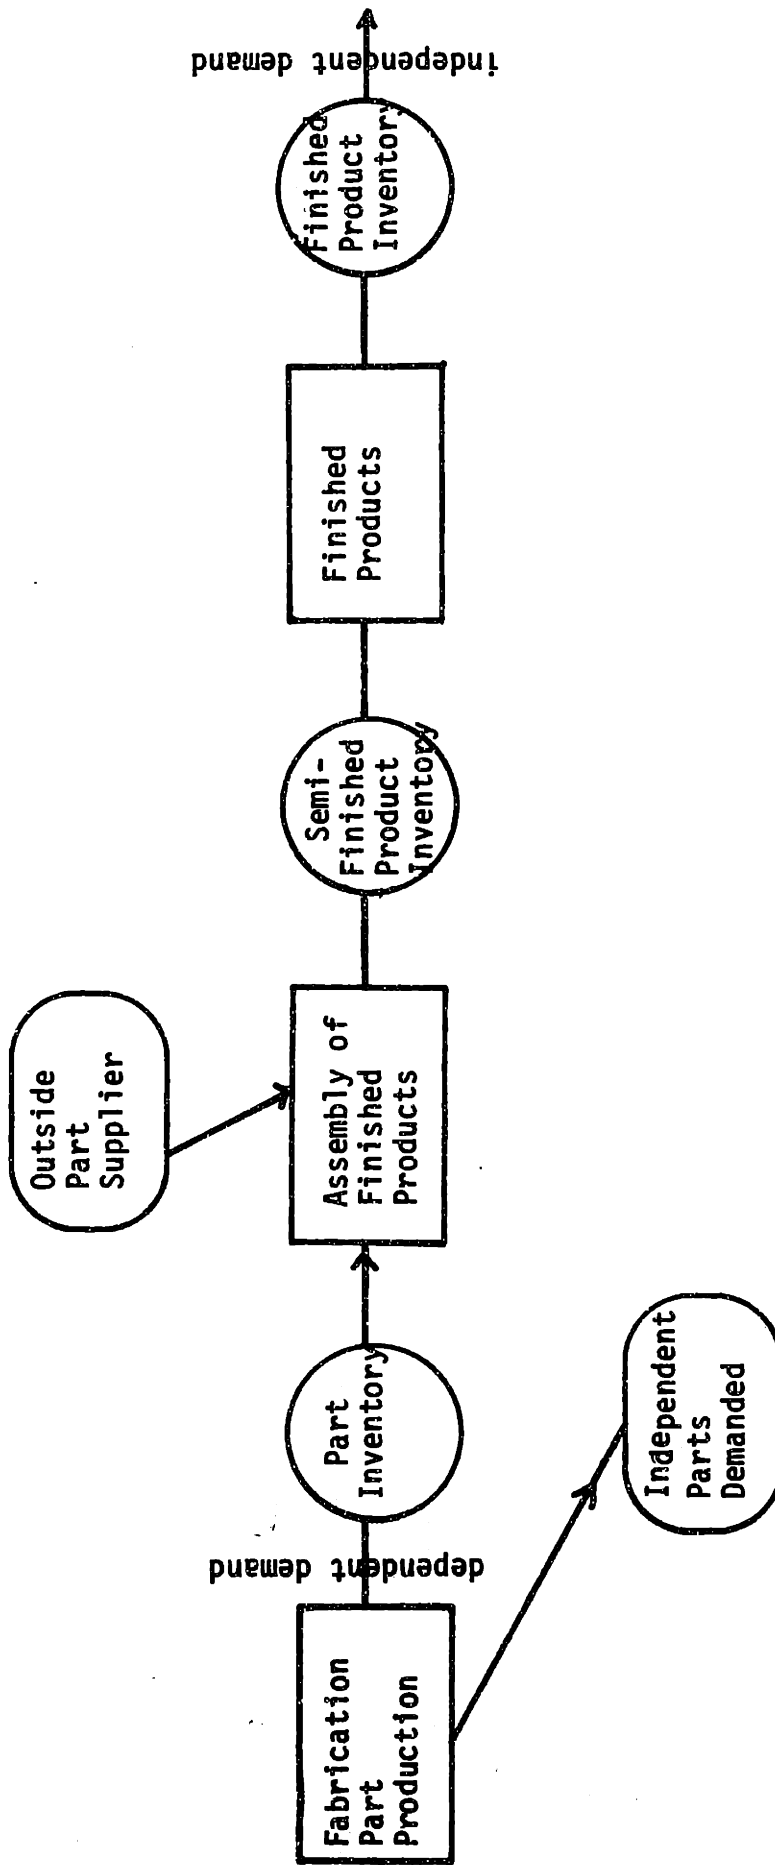 Fabrication
Part
Production
dependent demand
Part
Inventory
Independent
Parts
Demanded
Outside
Part
Supplier
Assembly of
Finished
Products
Semi-
Finished
Product
Inventory
Finished
Products
Finished
Product
Inventory
independent demand